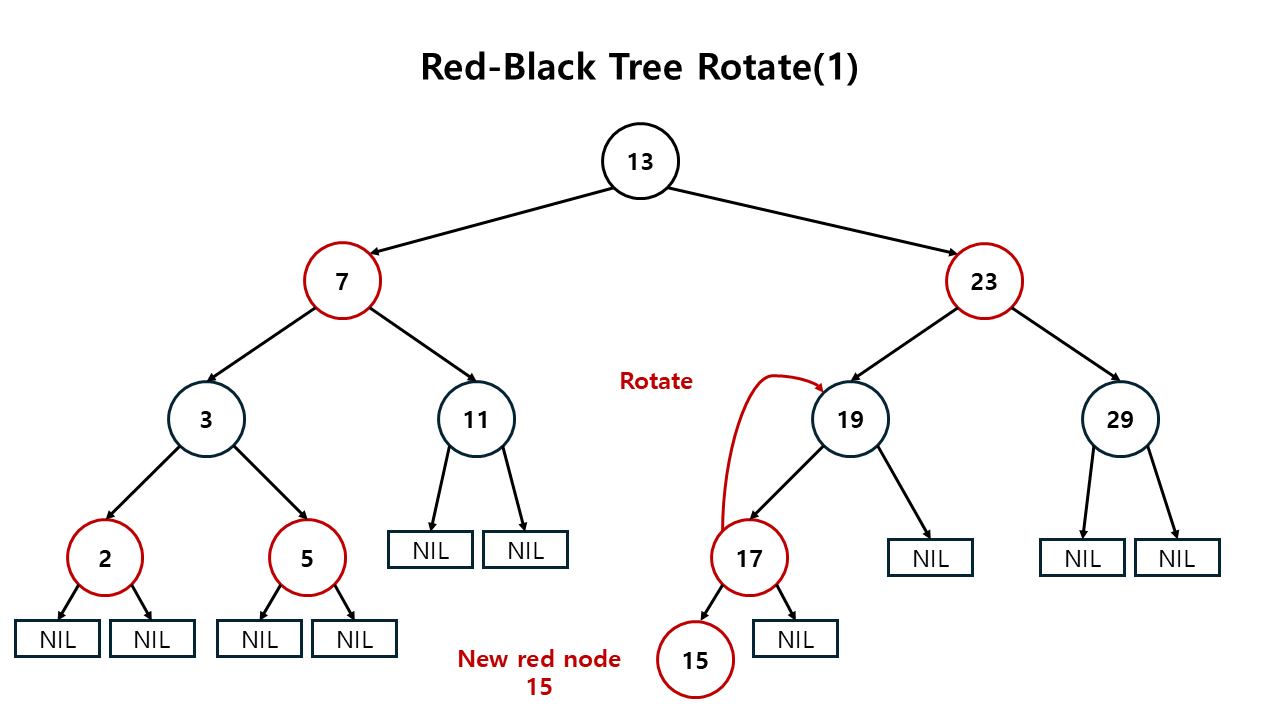 Red-Black Tree Rotate(1)
13
7
23
Rotate
3
11
19
29
2
5
NIL
NIL
17
NIL
NIL
NIL
NIL
NIL
NIL
NIL
NIL
New red node
15
15